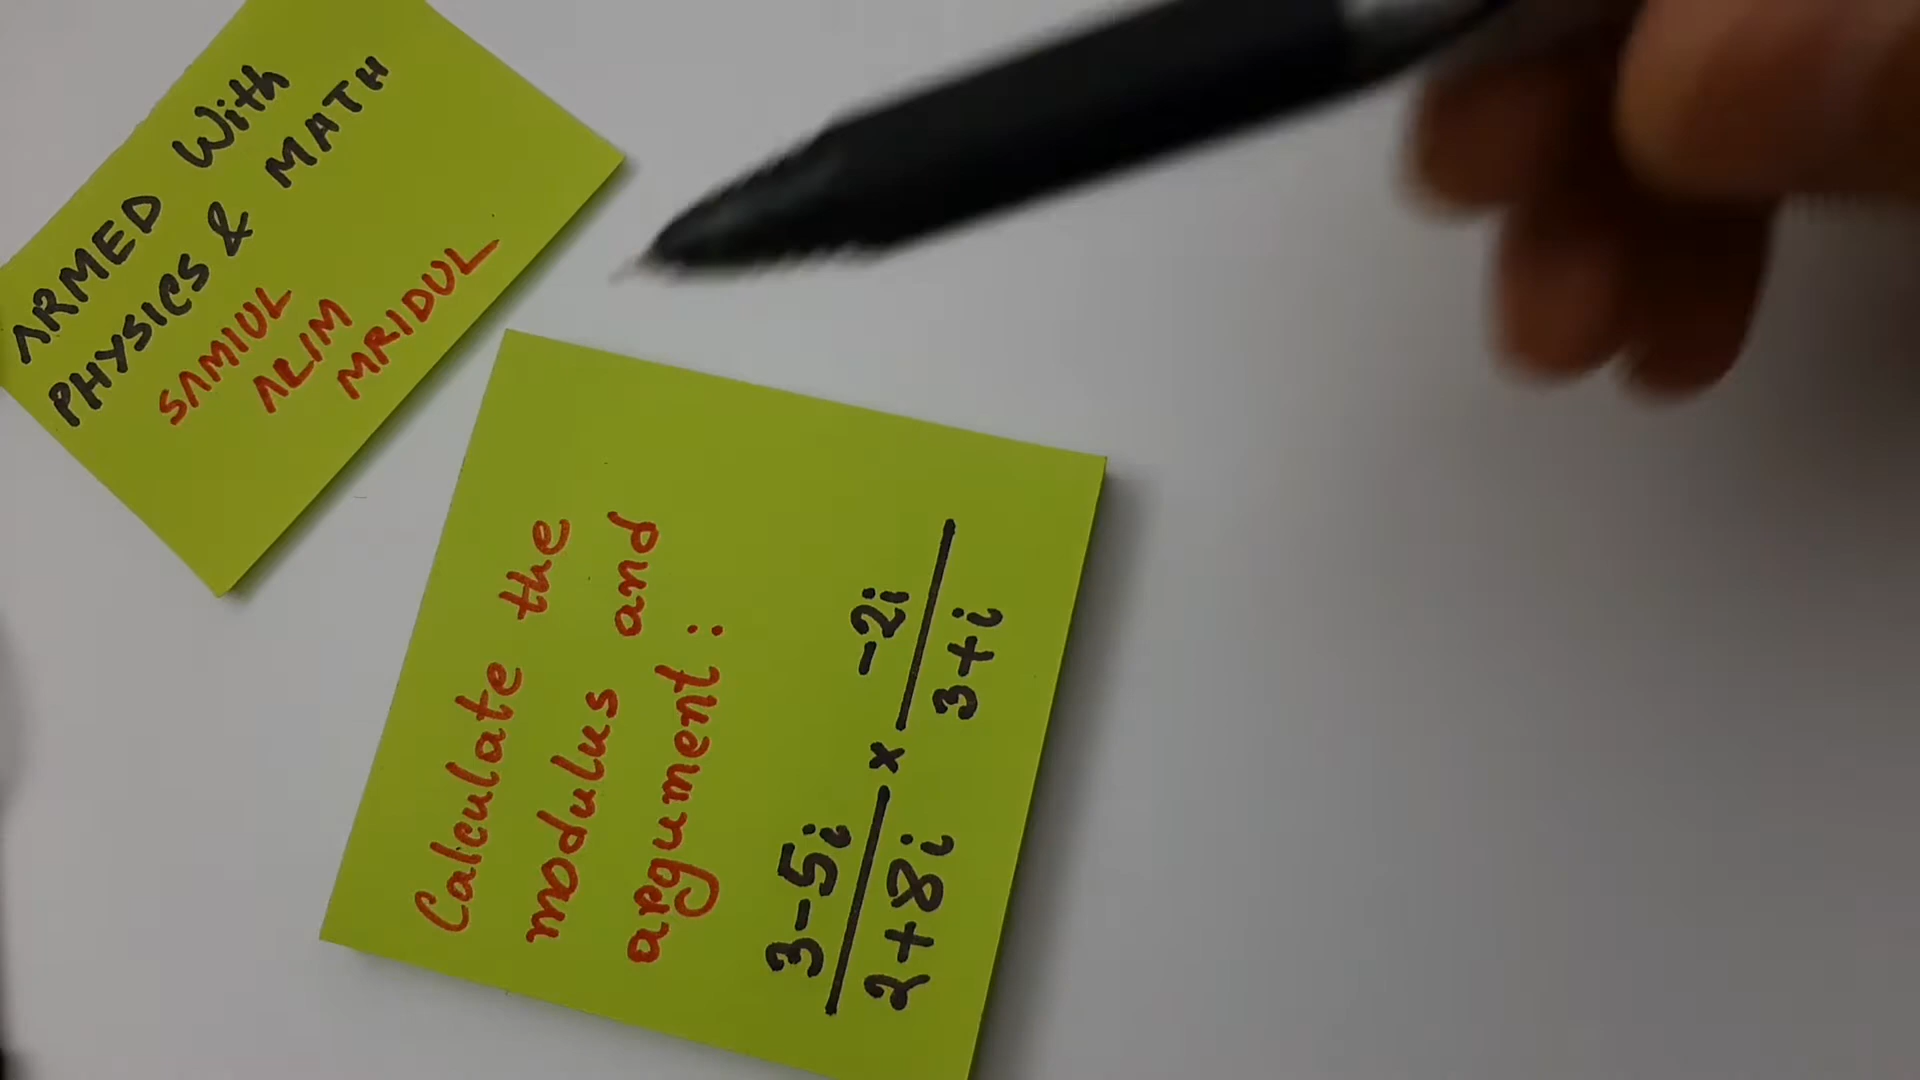 ARMED With
PHYSICS & MATH
SAMIUL
ALIM
MRIDUL
Calculate the
modulus and
argument:
3-5i -2i
× 
2+8i 3+i